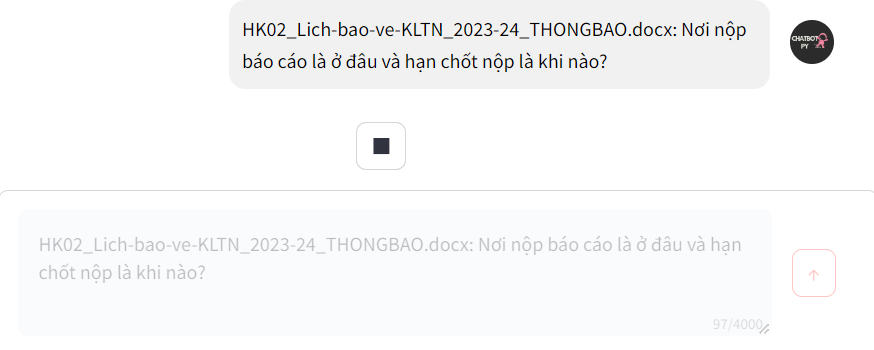 HK02_Lich-bao-ve-KLTN_2023-24_THONGBAO.docx: Nơi nộp
báo cáo là ở đâu và hạn chốt nộp là khi nào?
CHATBOT
PY
HK02_Lich-bao-ve-KLTN_2023-24_THONGBAO.docx: Nơi nộp báo cáo là ở đâu và hạn
chốt nộp là khi nào?
97/4000